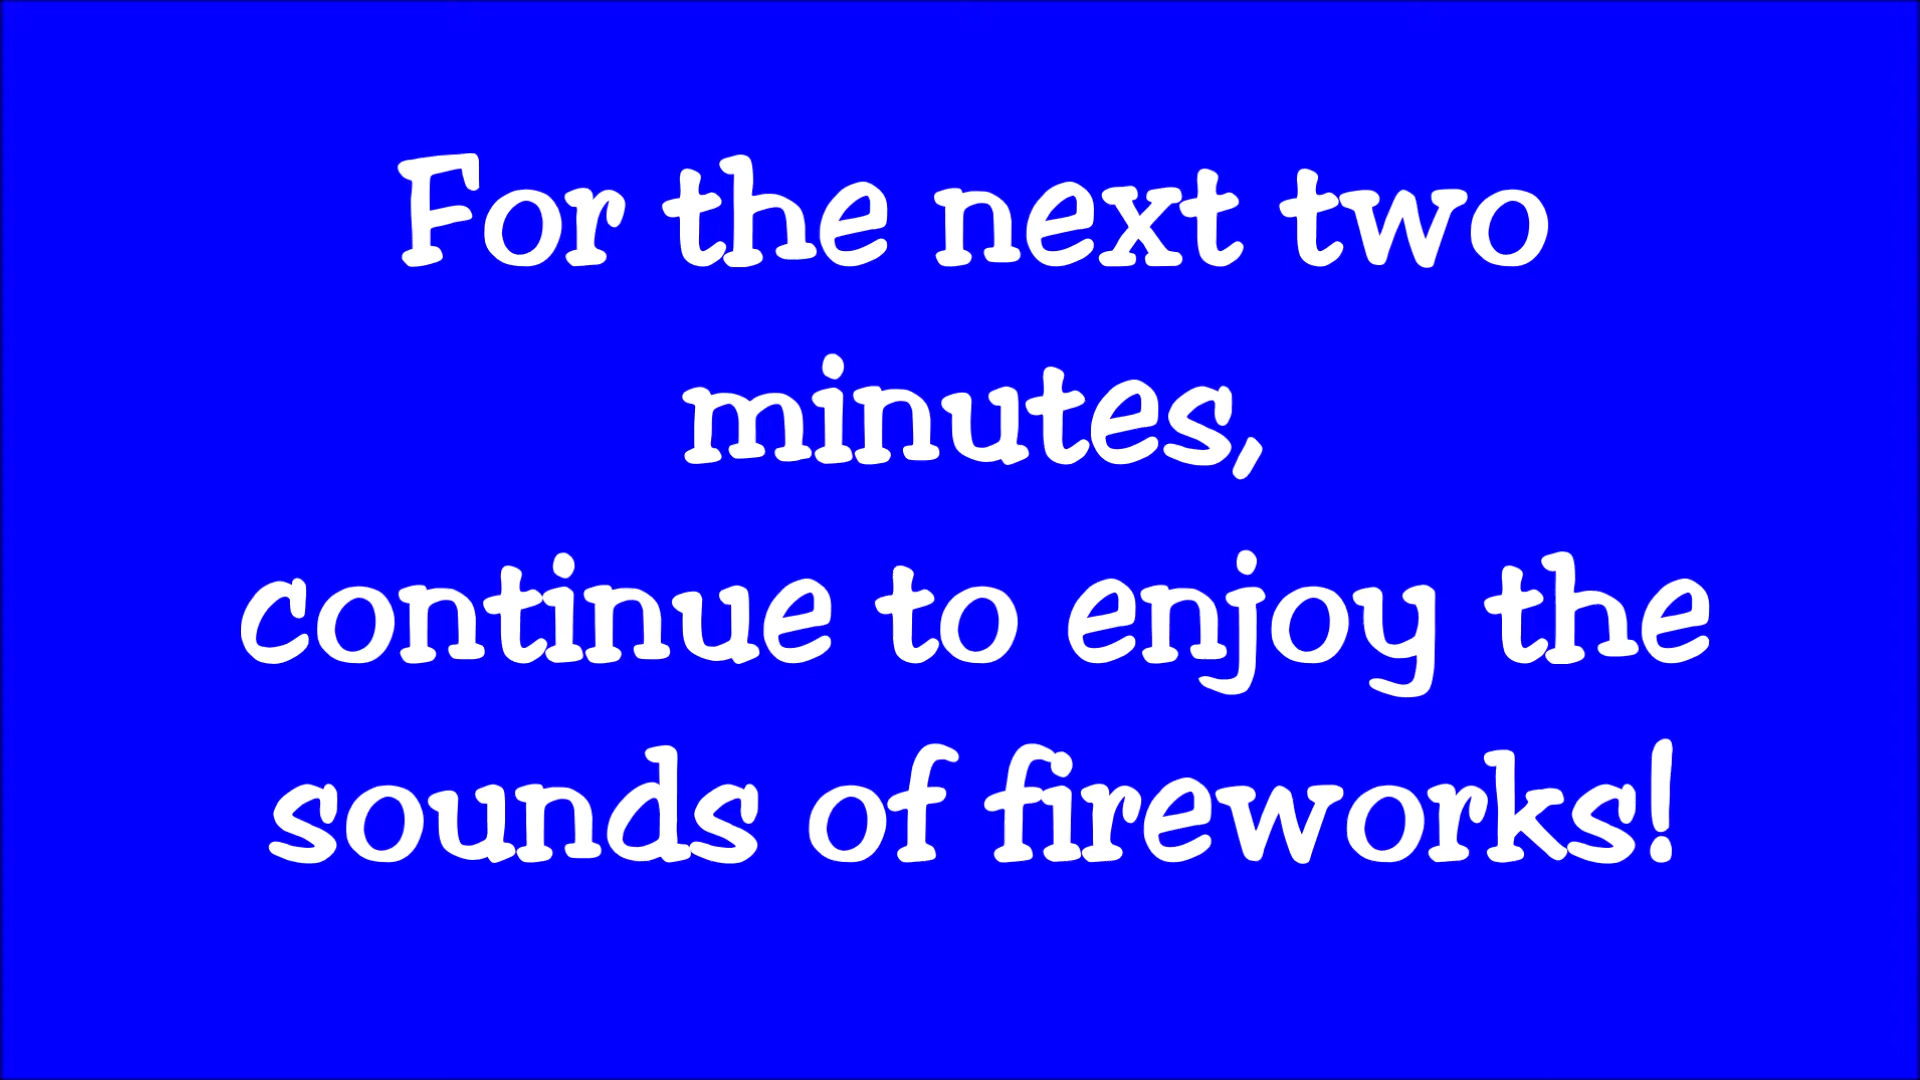 For the next two
minutes,
continue to enjoy the
sounds of fireworks!